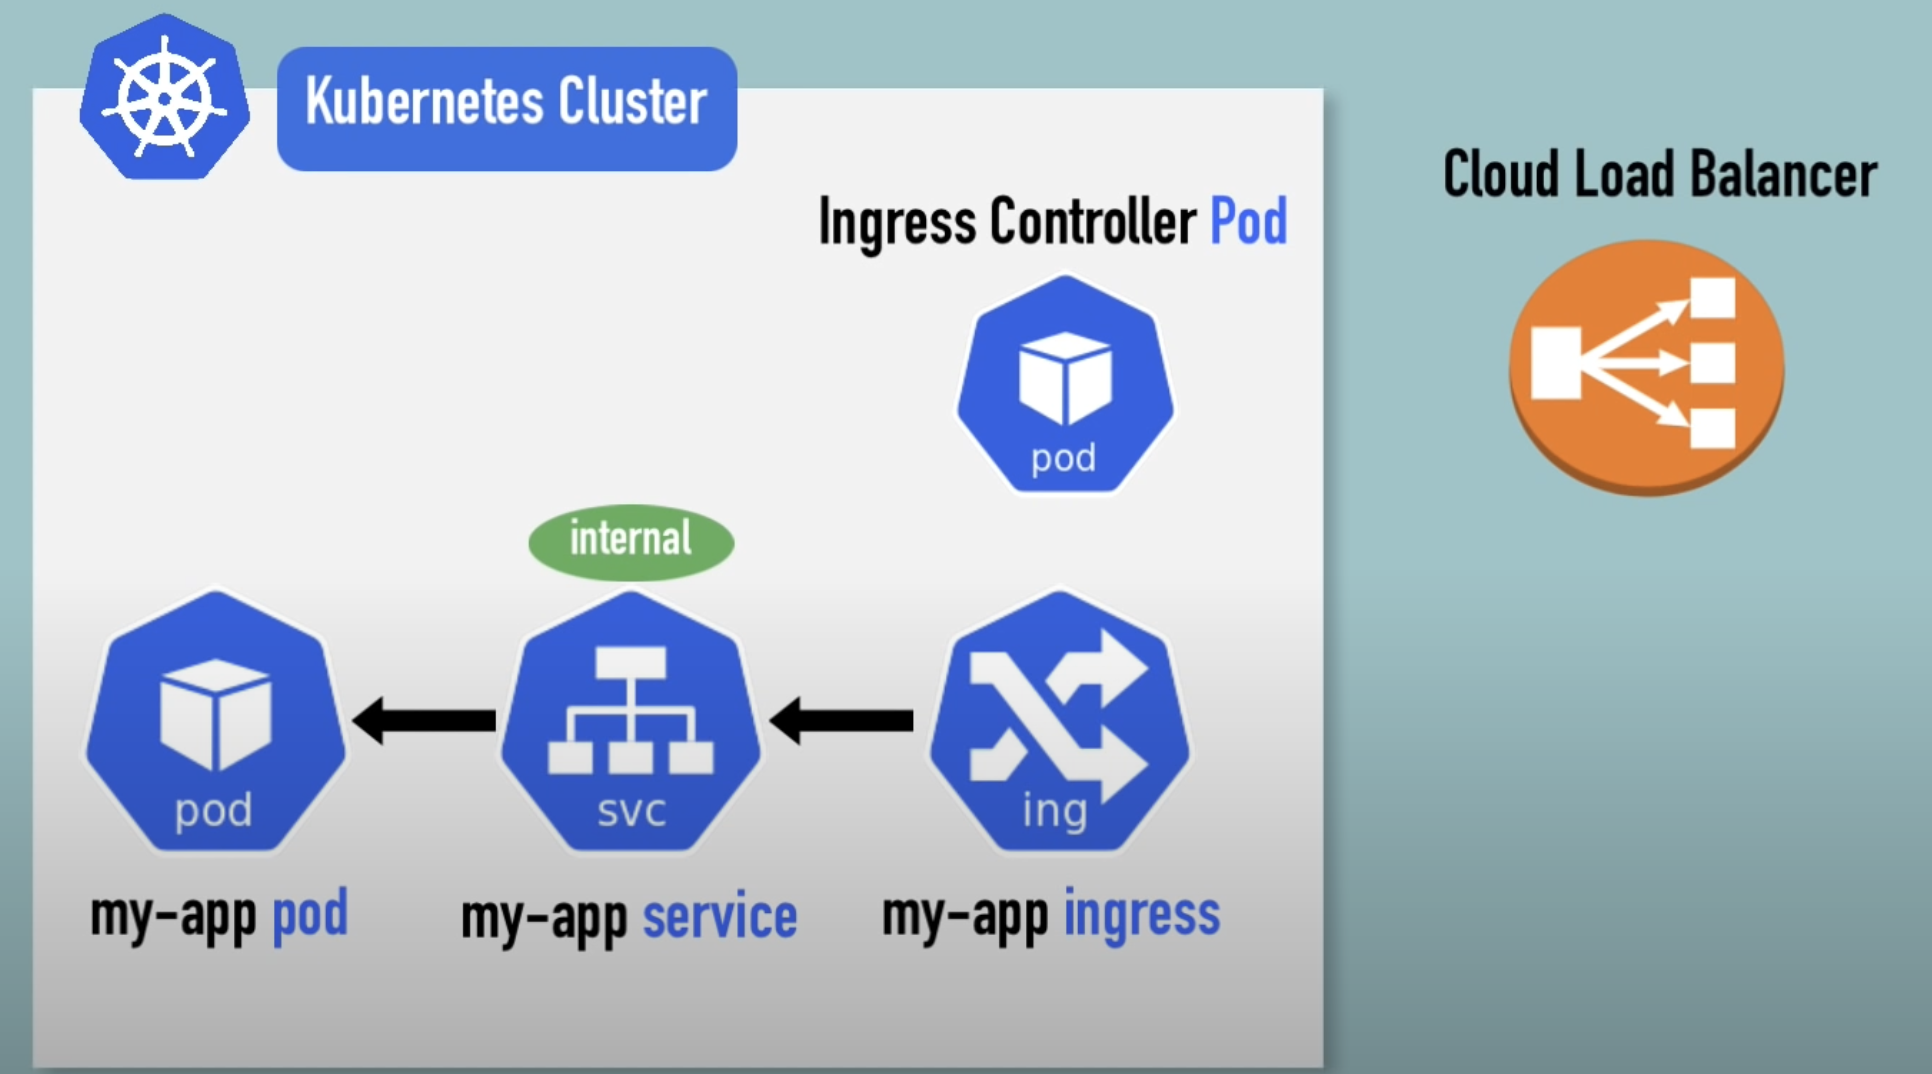 Kubernetes Cluster
Cloud Load Balancer
Ingress Controller Pod
pod
internal
pod
svc
ing
my-app pod
my-app service
my-app ingress